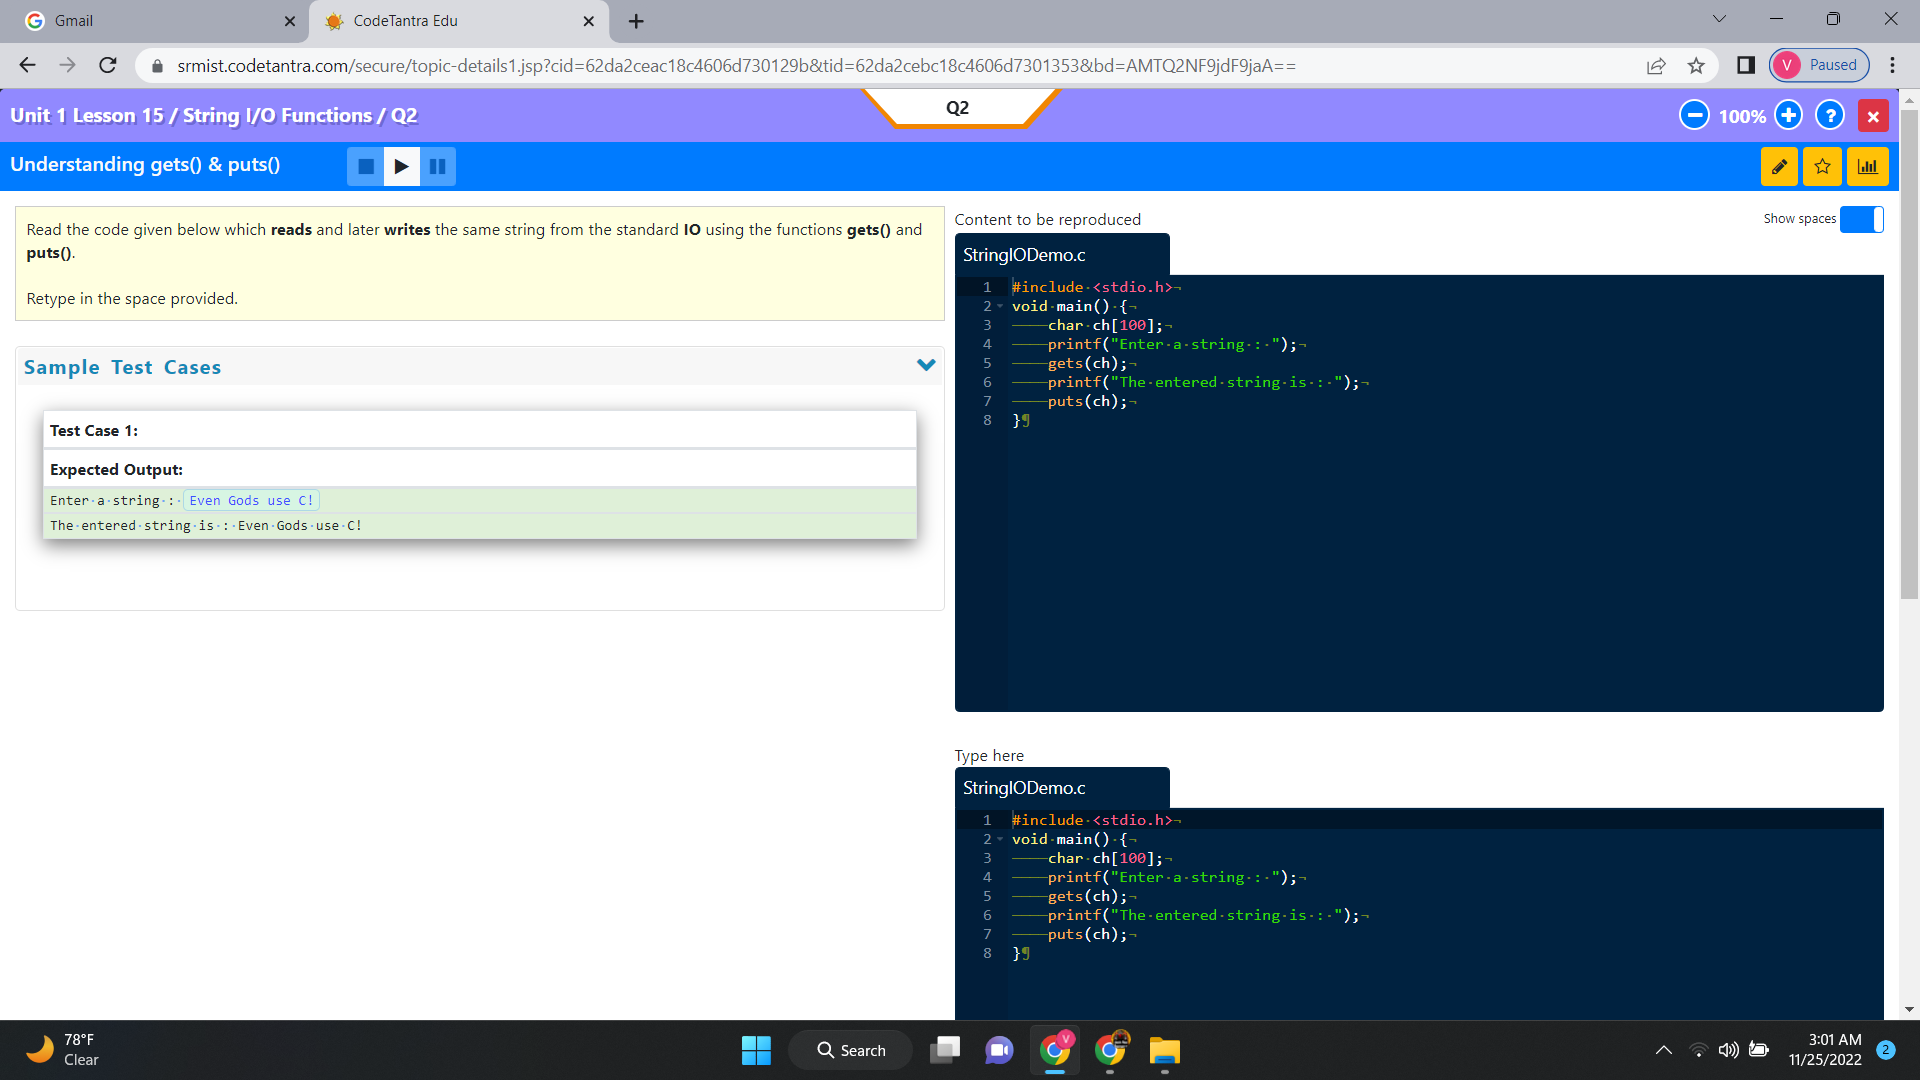 Gmail
CodeTantra Edu
srmist.codetantra.com/secure/topic-details1.jsp?cid=62da2ceac18c4606d730129b&tid=62da2cebc18c4606d7301353&bd=AMTQ2NF9jdF9jaA==
V Paused
Unit 1 Lesson 15 / String I/O Functions / Q2
Q2
100%
?
Understanding gets() & puts()
Read the code given below which reads and later writes the same string from the standard IO using the functions gets() and
puts().
Retype in the space provided.
Sample Test Cases
Test Case 1:
Expected Output:
Enter·a·string·:· Even Gods use C!
The·entered·string·is·:·Even·Gods·use·C!
Content to be reproduced
Show spaces
StringIODemo.c
1 #include·<stdio.h>¬
2 void·main()·{¬
3 ————char·ch[100];¬
4 ————printf("Enter·a·string·:·");¬
5 ————gets(ch);¬
6 ————printf("The·entered·string·is·:·");¬
7 ————puts(ch);¬
8 }¶
Type here
StringIODemo.c
1 #include·<stdio.h>¬
2 void·main()·{¬
3 ————char·ch[100];¬
4 ————printf("Enter·a·string·:·");¬
5 ————gets(ch);¬
6 ————printf("The·entered·string·is·:·");¬
7 ————puts(ch);¬
8 }¶
78°F
Clear
Search
V
3:01 AM
11/25/2022
2